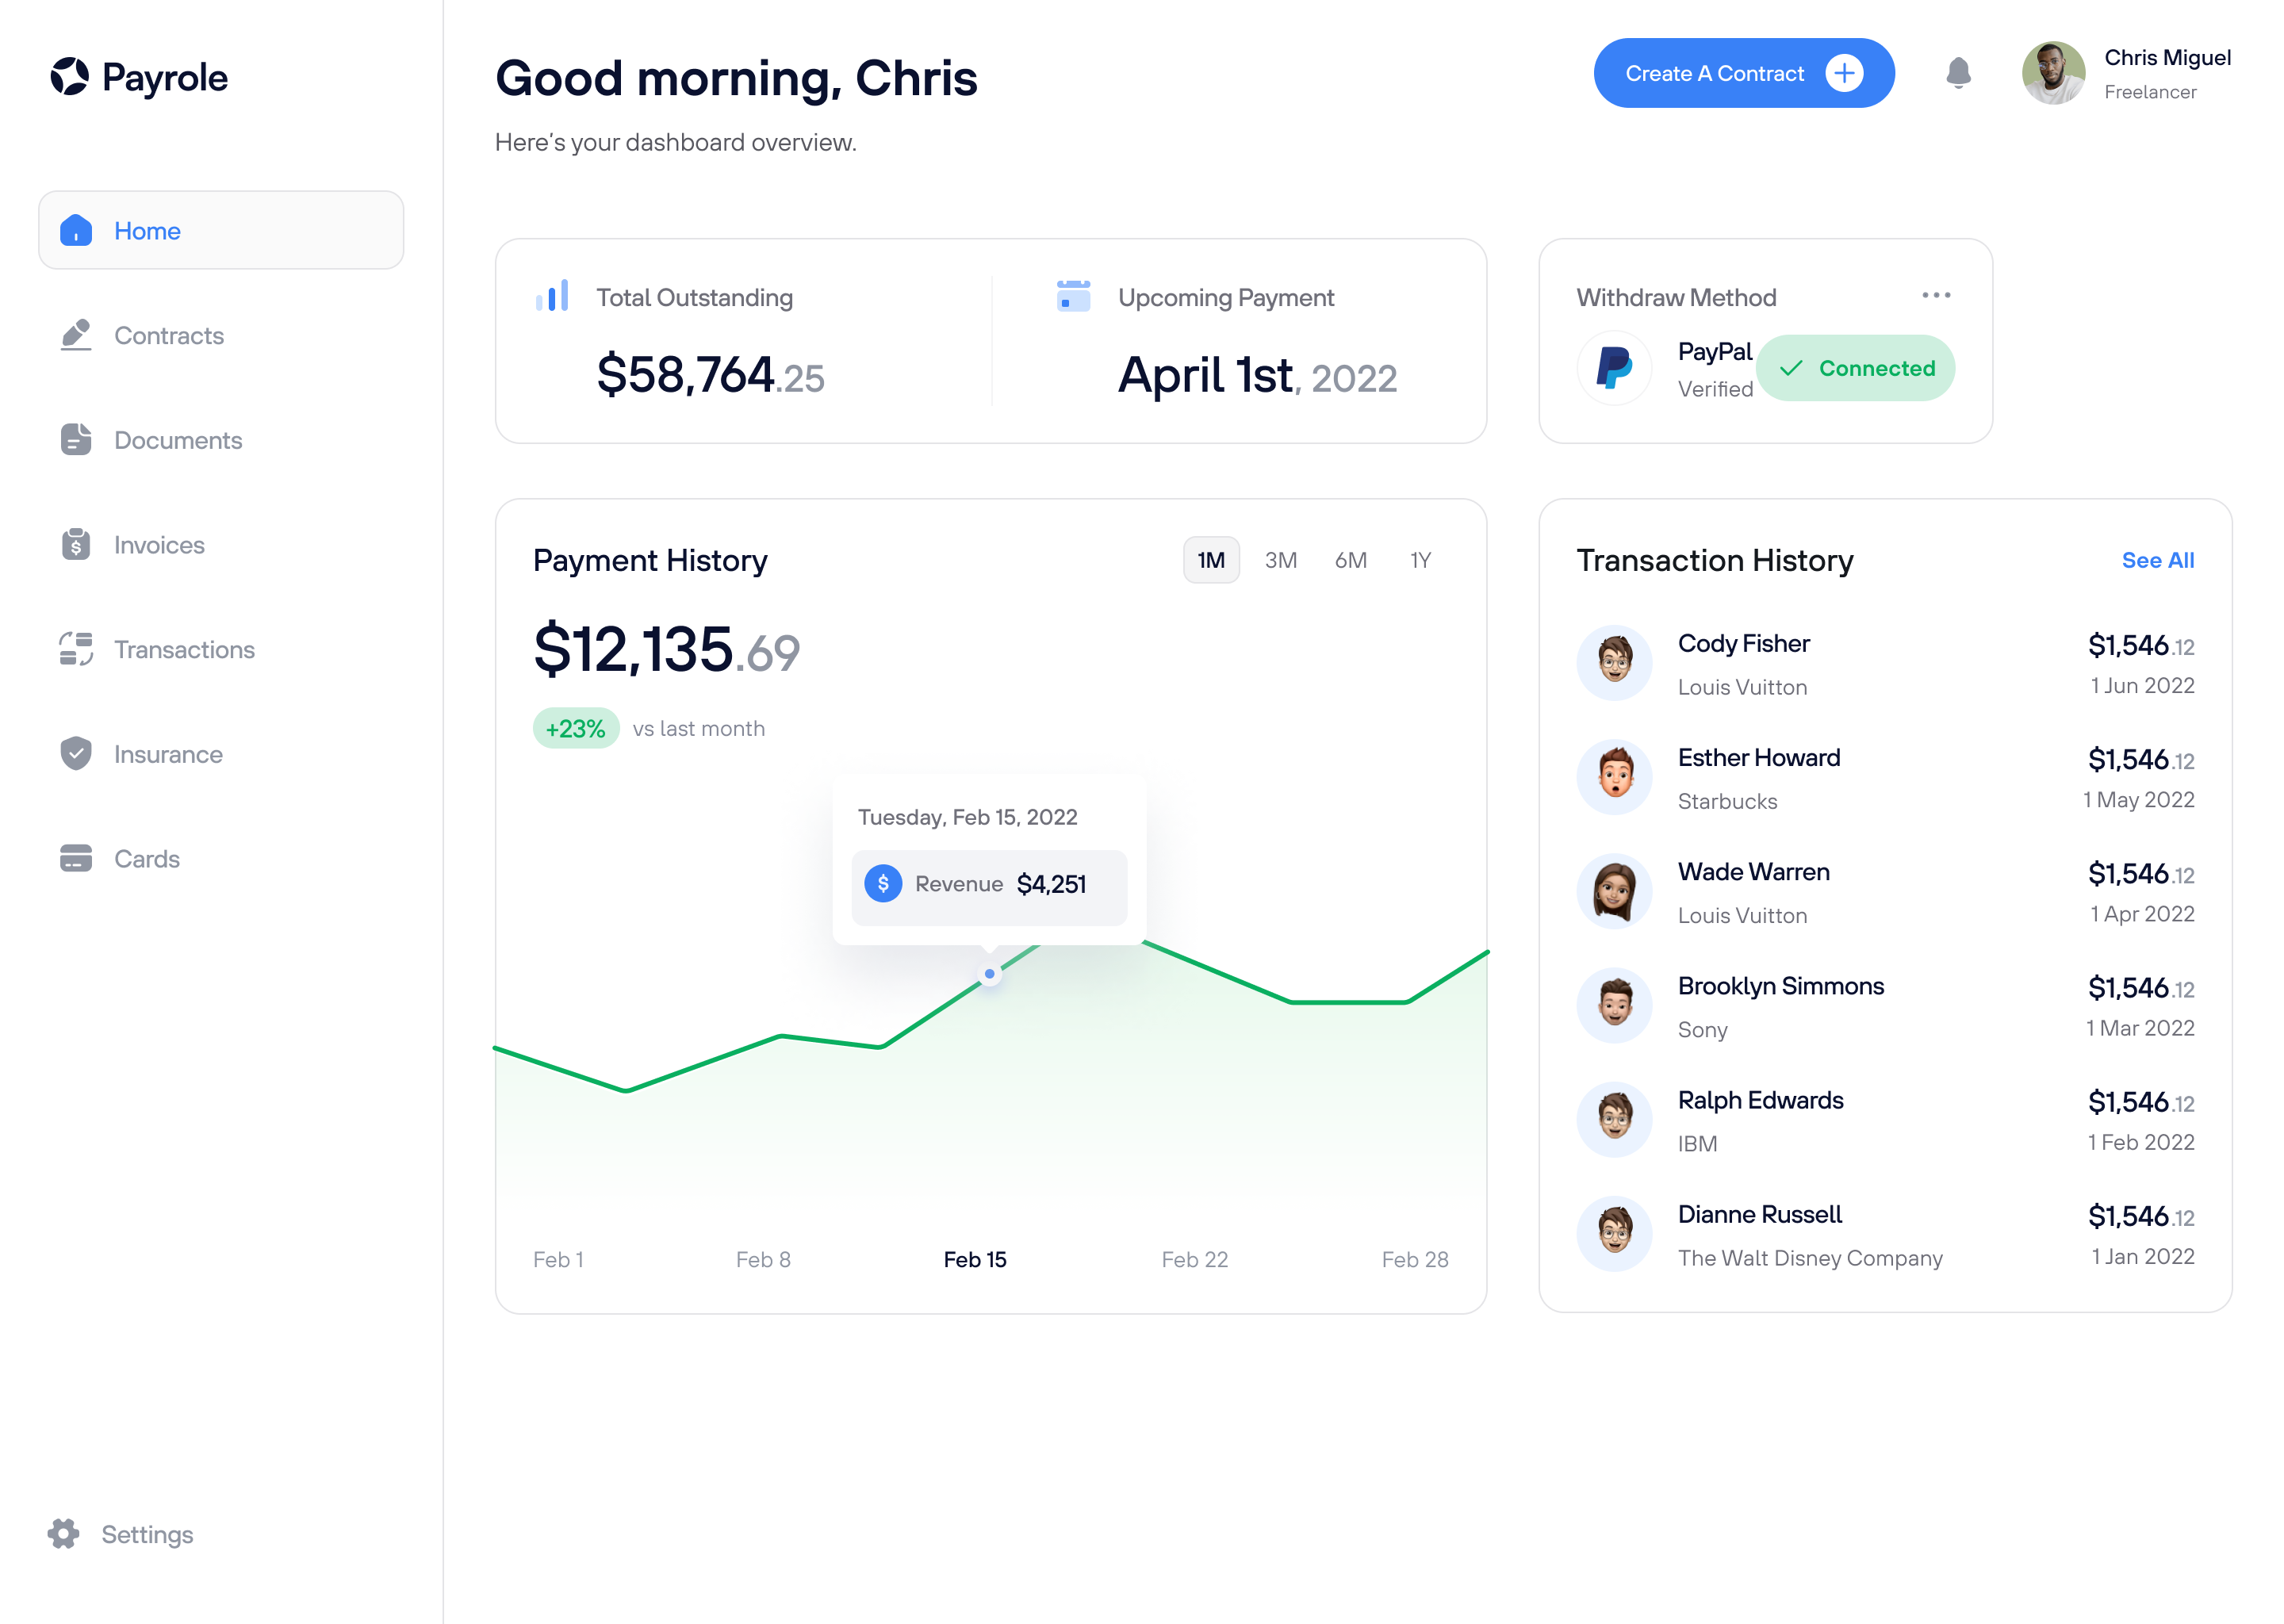 Payrole
Home
Contracts
Documents
Invoices
Transactions
Insurance
Cards
Settings
Good morning, Chris
Here's your dashboard overview.
Create A Contract
Chris Miguel
Freelancer
Total Outstanding
$58,764.25
Upcoming Payment
April 1st, 2022
Withdraw Method
PayPal
Verified
Connected
Payment History
1M 3M 6M 1Y
$12,135.69
+23% vs last month
Tuesday, Feb 15, 2022
$ Revenue $4,251
Feb 1 Feb 8 Feb 15 Feb 22 Feb 28
Transaction History
See All
Cody Fisher $1,546.12
Louis Vuitton 1 Jun 2022
Esther Howard $1,546.12
Starbucks 1 May 2022
Wade Warren $1,546.12
Louis Vuitton 1 Apr 2022
Brooklyn Simmons $1,546.12
Sony 1 Mar 2022
Ralph Edwards $1,546.12
IBM 1 Feb 2022
Dianne Russell $1,546.12
The Walt Disney Company 1 Jan 2022